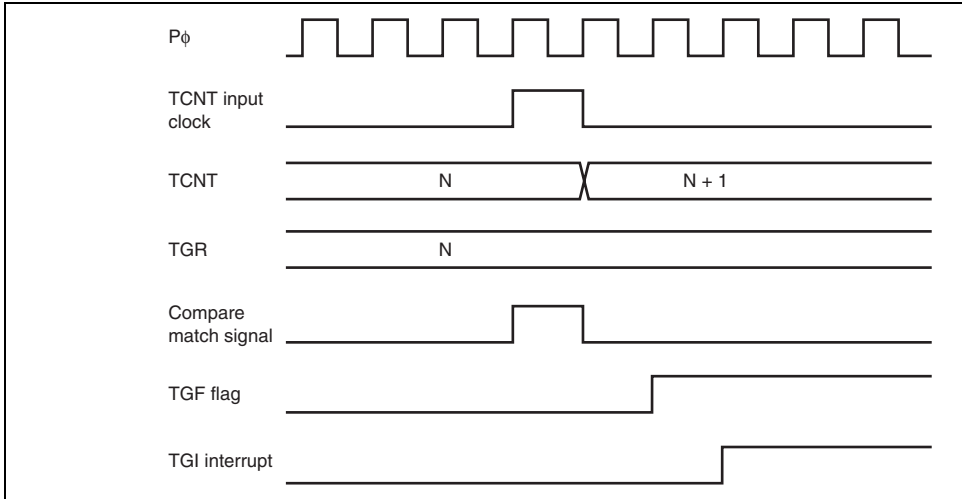 Pϕ
TCNT input
clock
TCNT
N
N + 1
TGR
N
Compare
match signal
TGF flag
TGI interrupt